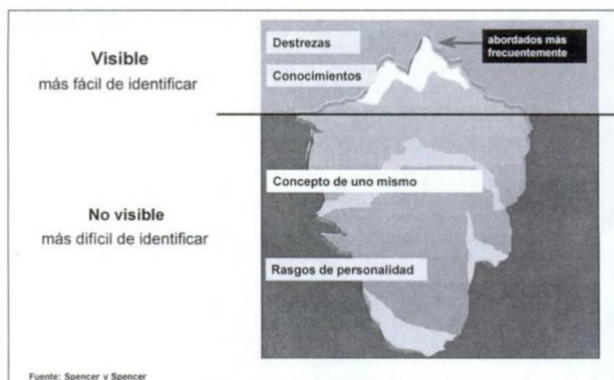 Visible
más fácil de identificar
Destrezas
Conocimientos
abordados más
frecuentemente
No visible
más difícil de identificar
Concepto de uno mismo
Rasgos de personalidad
Fuente: Spencer y Spencer